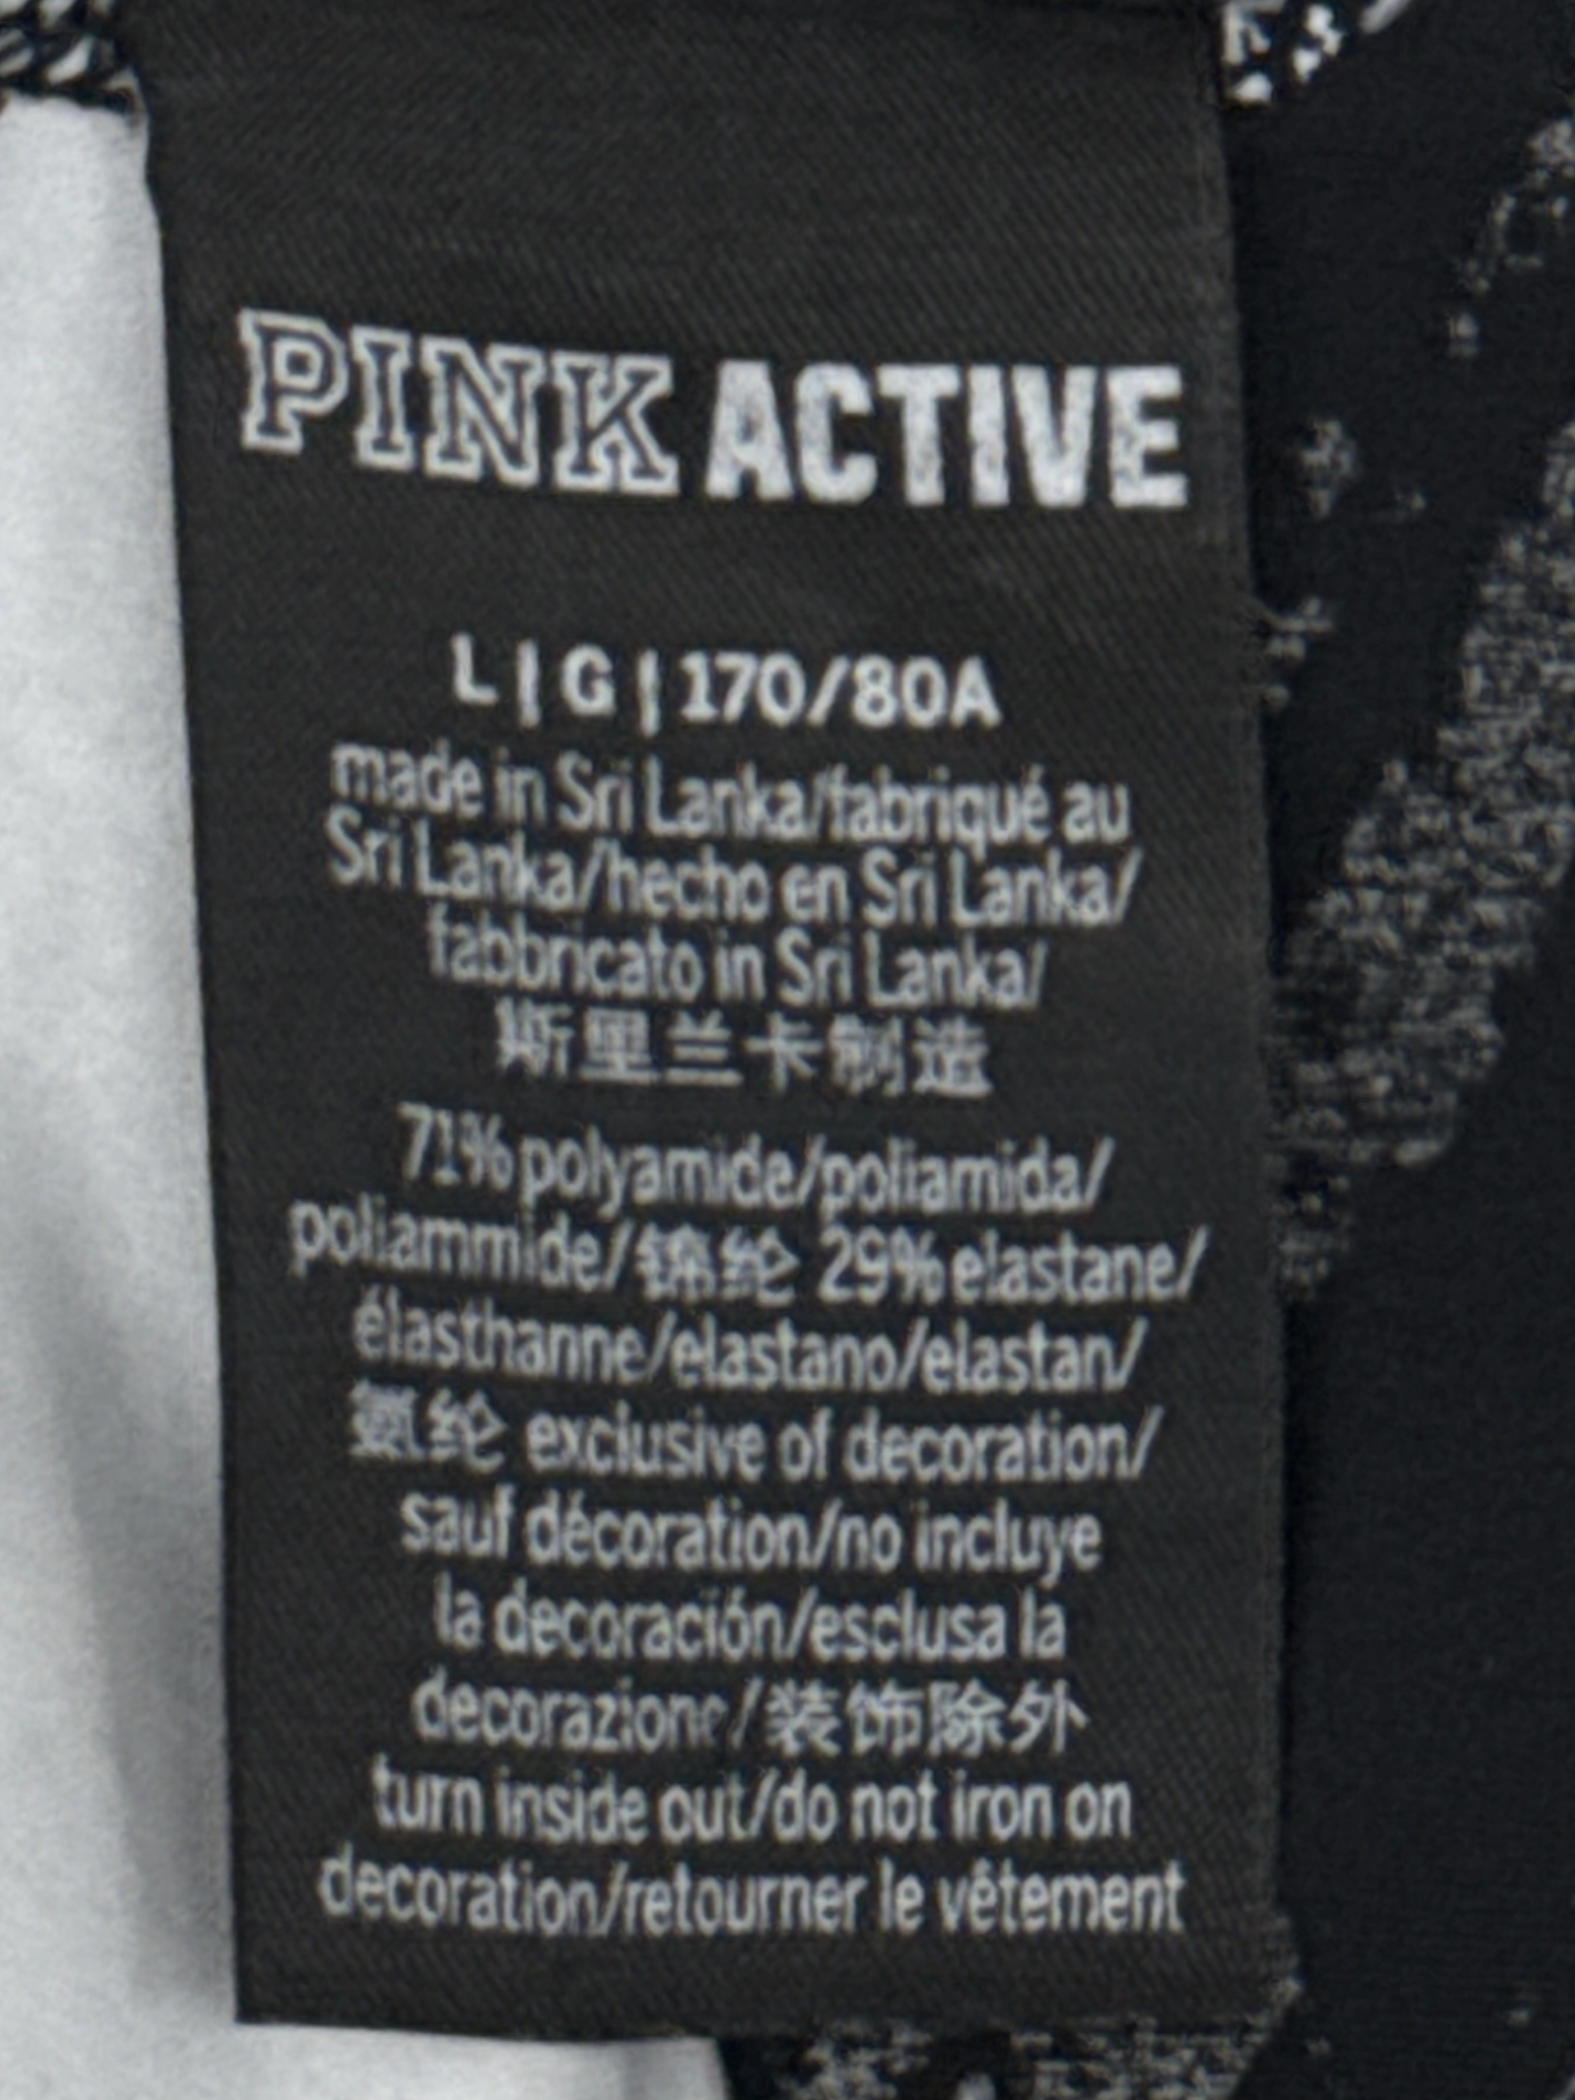 PINK ACTIVE
L | G | 170/80A
made in Sri Lanka/fabriqué au
Sri Lanka/hecho en Sri Lanka/
fabbricato in Sri Lanka/
斯里兰卡制造
71% polyamide/poliamida/
poliammide/锦纶 29% elastane/
élasthanne/elastano/elastan/
氨纶 exclusive of decoration/
sauf décoration/no incluye
la decoración/esclusa la
decorazione/装饰除外
turn inside out/do not iron on
decoration/retourner le vêtement